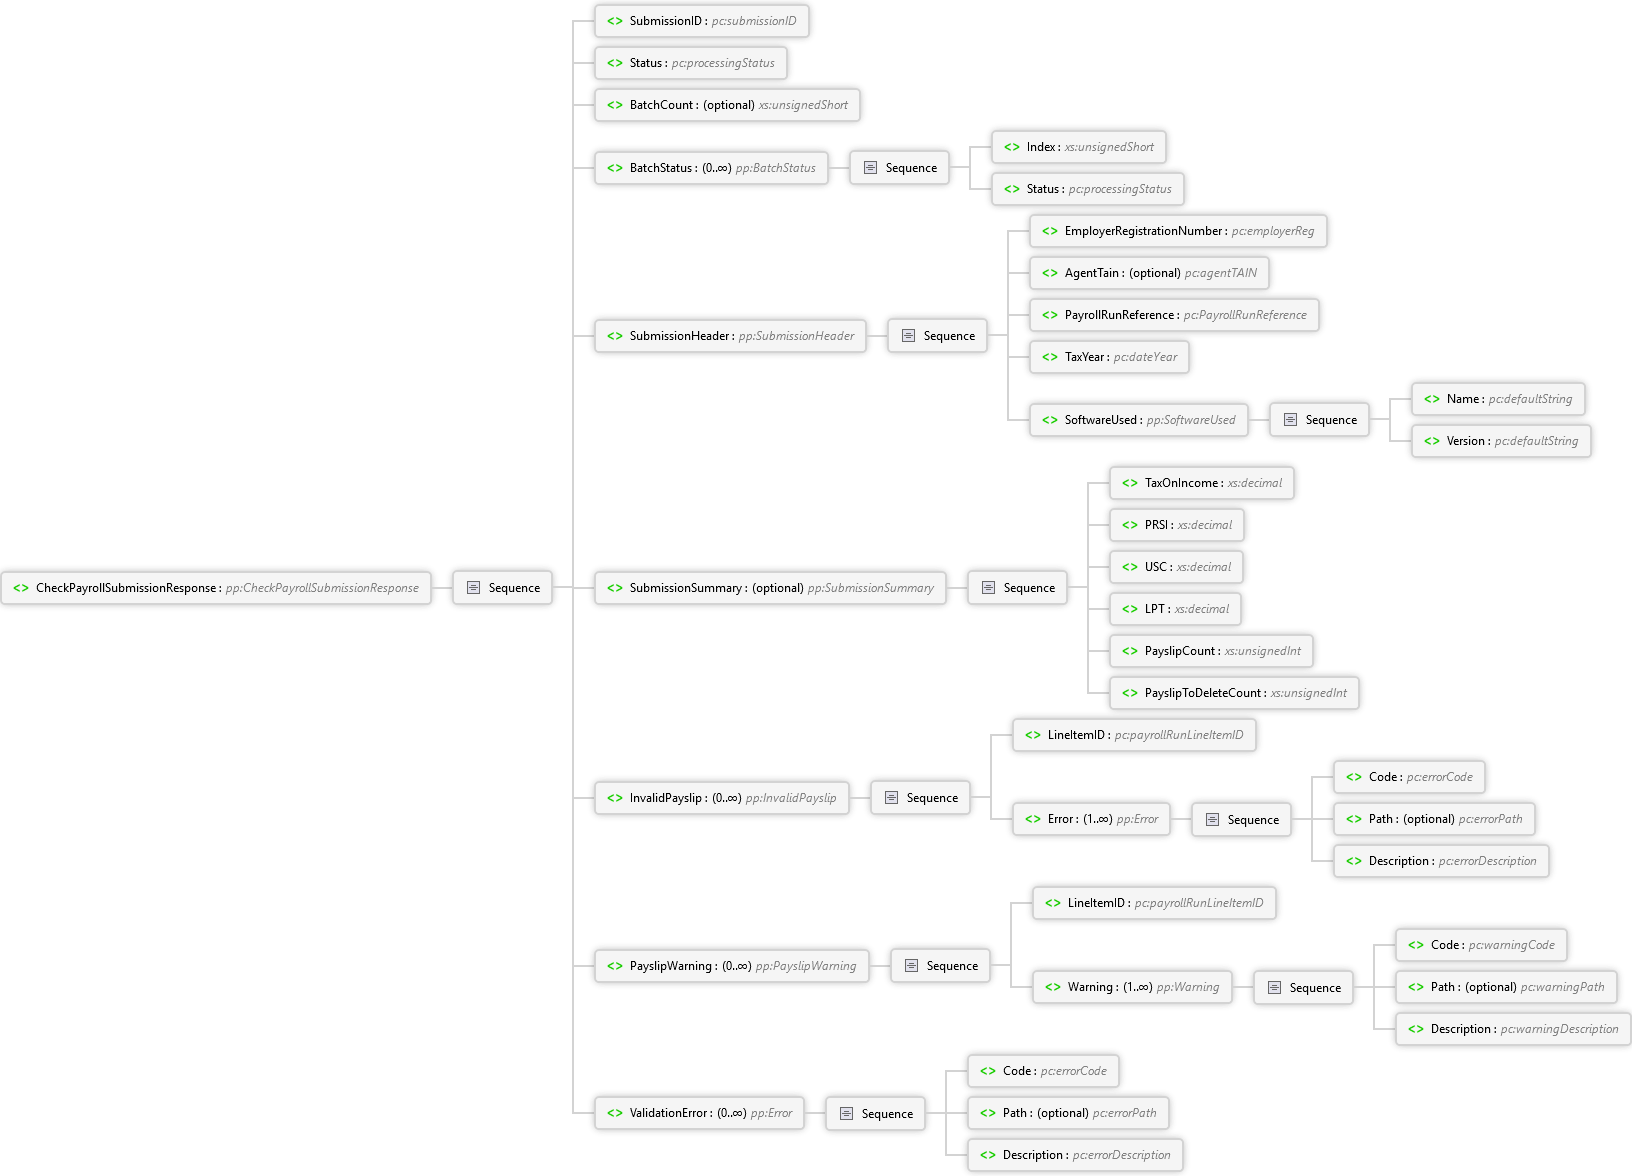 <> SubmissionID : pc:submissionID
<> Status : pc:processingStatus
<> BatchCount : (optional) xs:unsignedShort
<> BatchStatus : (0..∞) pp:BatchStatus
Sequence
<> Index : xs:unsignedShort
<> Status : pc:processingStatus
<> SubmissionHeader : pp:SubmissionHeader
Sequence
<> EmployerRegistrationNumber : pc:employerReg
<> AgentTain : (optional) pc:agentTAIN
<> PayrollRunReference : pc:PayrollRunReference
<> TaxYear : pc:dateYear
<> SoftwareUsed : pp:SoftwareUsed
Sequence
<> Name : pc:defaultString
<> Version : pc:defaultString
<> CheckPayrollSubmissionResponse : pp:CheckPayrollSubmissionResponse
Sequence
<> SubmissionSummary : (optional) pp:SubmissionSummary
Sequence
<> TaxOnIncome : xs:decimal
<> PRSI : xs:decimal
<> USC : xs:decimal
<> LPT : xs:decimal
<> PayslipCount : xs:unsignedInt
<> PayslipToDeleteCount : xs:unsignedInt
<> InvalidPayslip : (0..∞) pp:InvalidPayslip
Sequence
<> LineItemID : pc:payrollRunLineItemID
<> Error : (1..∞) pp:Error
Sequence
<> Code : pc:errorCode
<> Path : (optional) pc:errorPath
<> Description : pc:errorDescription
<> PayslipWarning : (0..∞) pp:PayslipWarning
Sequence
<> LineItemID : pc:payrollRunLineItemID
<> Warning : (1..∞) pp:Warning
Sequence
<> Code : pc:warningCode
<> Path : (optional) pc:warningPath
<> Description : pc:warningDescription
<> ValidationError : (0..∞) pp:Error
Sequence
<> Code : pc:errorCode
<> Path : (optional) pc:errorPath
<> Description : pc:errorDescription